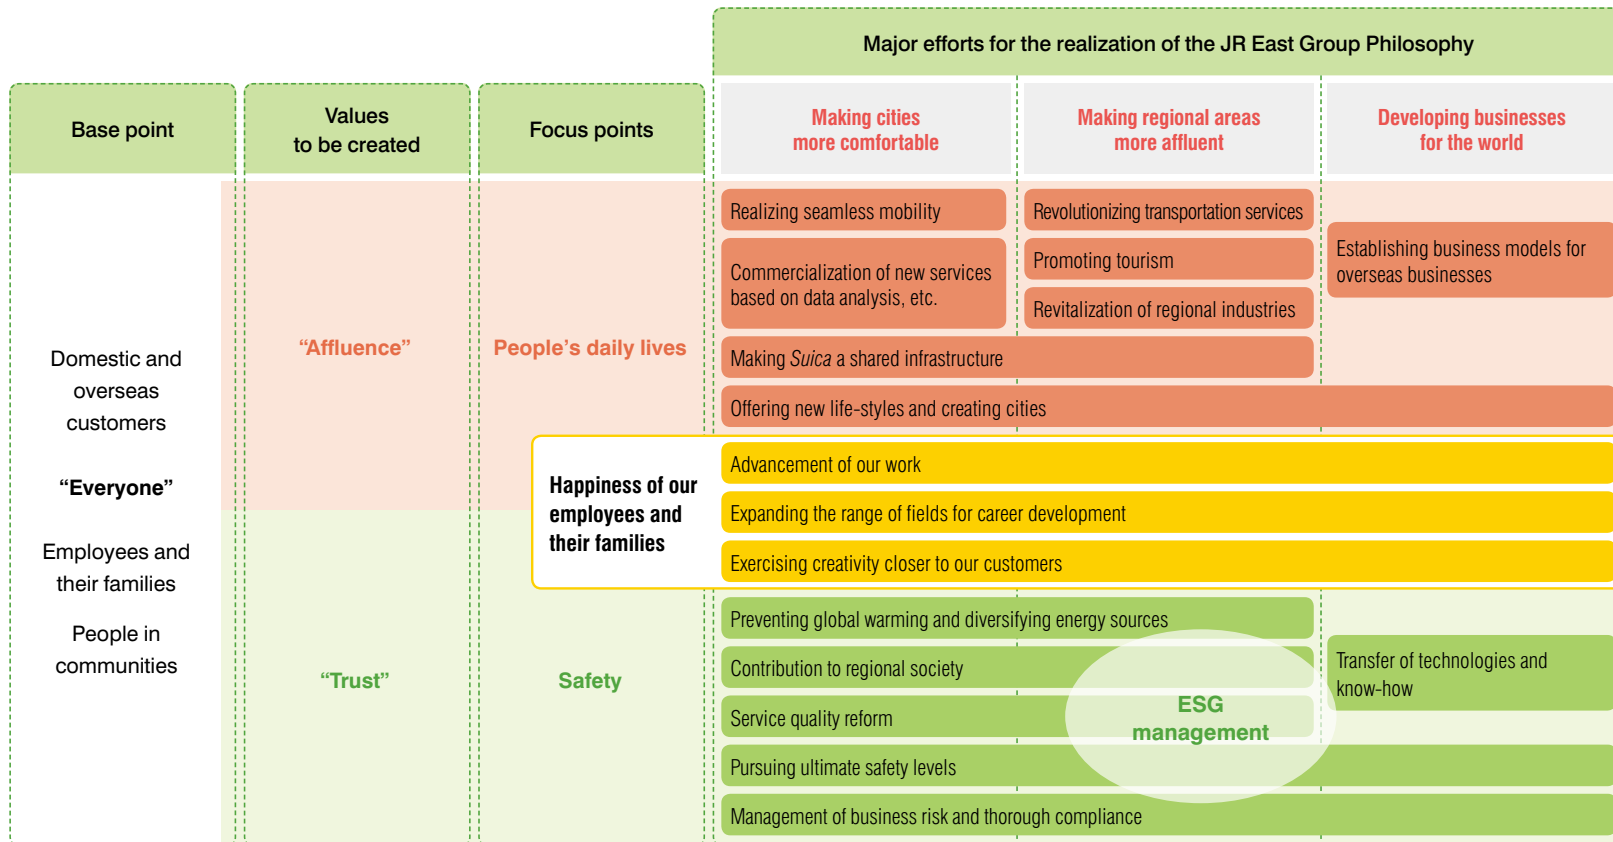 Major efforts for the realization of the JR East Group Philosophy
Base point
Values
to be created
Focus points
Making cities
more comfortable
Making regional areas
more affluent
Developing businesses
for the world
Domestic and
overseas
customers
“Everyone”
Employees and
their families
People in
communities
“Affluence”
People’s daily lives
Realizing seamless mobility
Commercialization of new services
based on data analysis, etc.
Revolutionizing transportation services
Promoting tourism
Revitalization of regional industries
Establishing business models for
overseas businesses
Making Suica a shared infrastructure
Offering new life-styles and creating cities
Happiness of our
employees and
their families
Advancement of our work
Expanding the range of fields for career development
Exercising creativity closer to our customers
“Trust”
Safety
Preventing global warming and diversifying energy sources
Contribution to regional society
Service quality reform
Transfer of technologies and
know-how
ESG
management
Pursuing ultimate safety levels
Management of business risk and thorough compliance